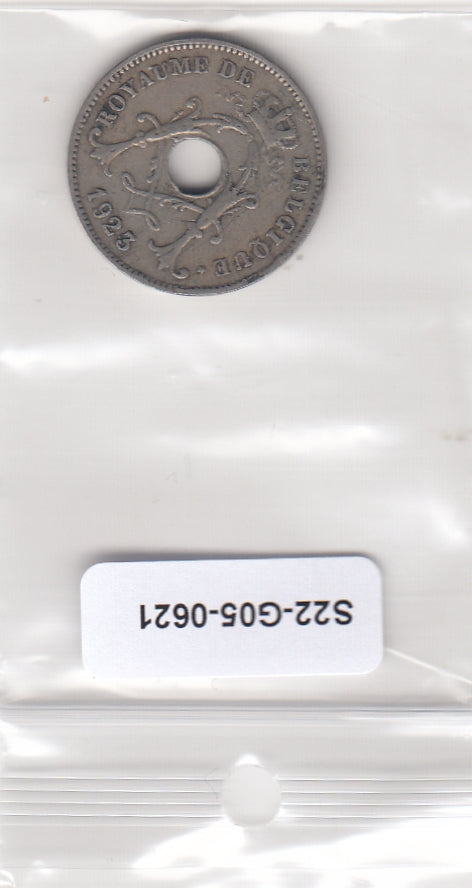 ROYAUME DE BELGIQUE
1923
S22-G05-0621